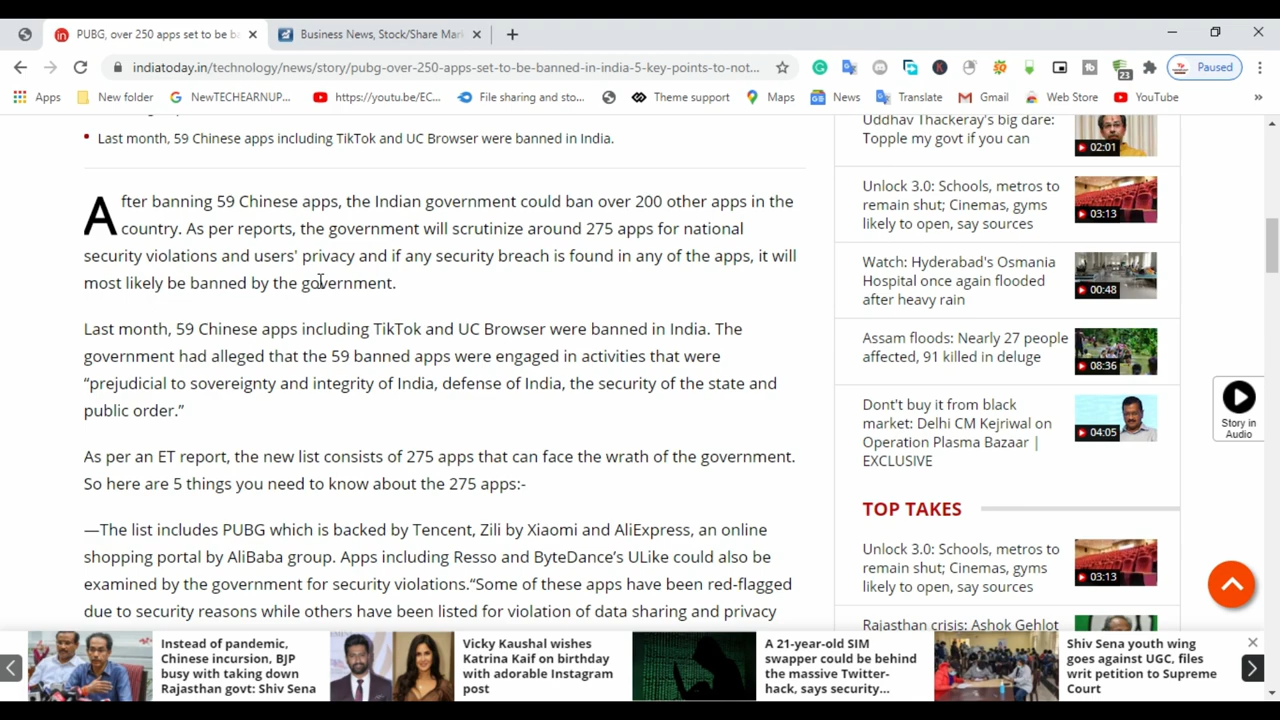 PUBG, over 250 apps set to be ba
Business News, Stock/Share Mark
indiatoday.in/technology/news/story/pubg-over-250-apps-set-to-be-banned-in-india-5-key-points-to-not...
23
Paused
Apps
New folder
NewTECHEARNUP...
https://youtu.be/EC...
File sharing and sto...
Theme support
Maps
News
Translate
Gmail
Web Store
YouTube
»
• Last month, 59 Chinese apps including TikTok and UC Browser were banned in India.
After banning 59 Chinese apps, the Indian government could ban over 200 other apps in the
country. As per reports, the government will scrutinize around 275 apps for national
security violations and users' privacy and if any security breach is found in any of the apps, it will
most likely be banned by the government.
Last month, 59 Chinese apps including TikTok and UC Browser were banned in India. The
government had alleged that the 59 banned apps were engaged in activities that were
“prejudicial to sovereignty and integrity of India, defense of India, the security of the state and
public order.”
As per an ET report, the new list consists of 275 apps that can face the wrath of the government.
So here are 5 things you need to know about the 275 apps:-
—The list includes PUBG which is backed by Tencent, Zili by Xiaomi and AliExpress, an online
shopping portal by AliBaba group. Apps including Resso and ByteDance’s ULike could also be
examined by the government for security violations.“Some of these apps have been red-flagged
due to security reasons while others have been listed for violation of data sharing and privacy
Uddhav Thackeray's big dare:
Topple my govt if you can
02:01
Unlock 3.0: Schools, metros to
remain shut; Cinemas, gyms
likely to open, say sources
03:13
Watch: Hyderabad's Osmania
Hospital once again flooded
after heavy rain
00:48
Assam floods: Nearly 27 people
affected, 91 killed in deluge
08:36
Dont't buy it from black
market: Delhi CM Kejriwal on
Operation Plasma Bazaar |
EXCLUSIVE
04:05
TOP TAKES
Unlock 3.0: Schools, metros to
remain shut; Cinemas, gyms
likely to open, say sources
03:13
Rajasthan crisis: Ashok Gehlot
Story in
Audio
Instead of pandemic,
Chinese incursion, BJP
busy with taking down
Rajasthan govt: Shiv Sena
Vicky Kaushal wishes
Katrina Kaif on birthday
with adorable Instagram
post
A 21-year-old SIM
swapper could be behind
the massive Twitter-
hack, says security...
Shiv Sena youth wing
goes against UGC, files
writ petition to Supreme
Court